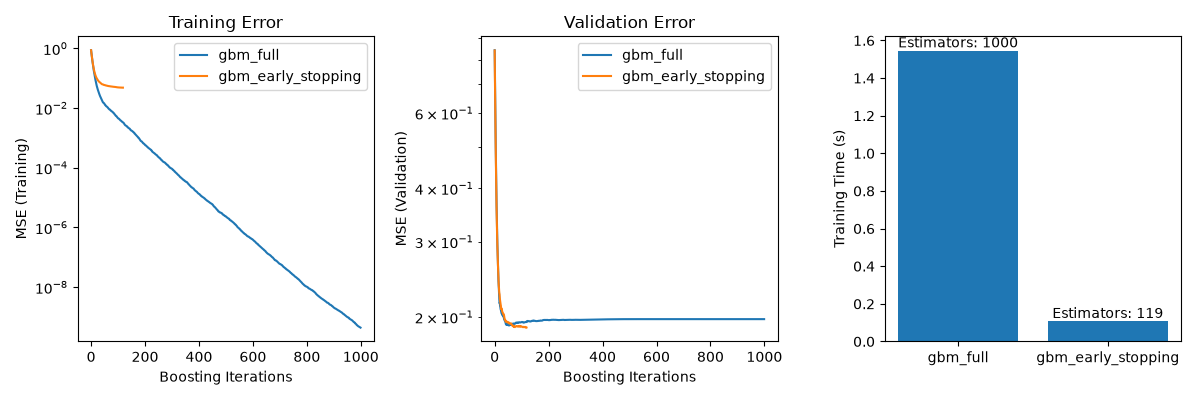 Training Error
gbm_full
gbm_early_stopping
10^0
10^-2
10^-4
10^-6
10^-8
MSE (Training)
0 200 400 600 800 1000
Boosting Iterations
Validation Error
gbm_full
gbm_early_stopping
6 × 10^-1
4 × 10^-1
3 × 10^-1
2 × 10^-1
MSE (Validation)
0 200 400 600 800 1000
Boosting Iterations
Estimators: 1000
Estimators: 119
1.6
1.4
1.2
1.0
0.8
0.6
0.4
0.2
0.0
Training Time (s)
gbm_full gbm_early_stopping